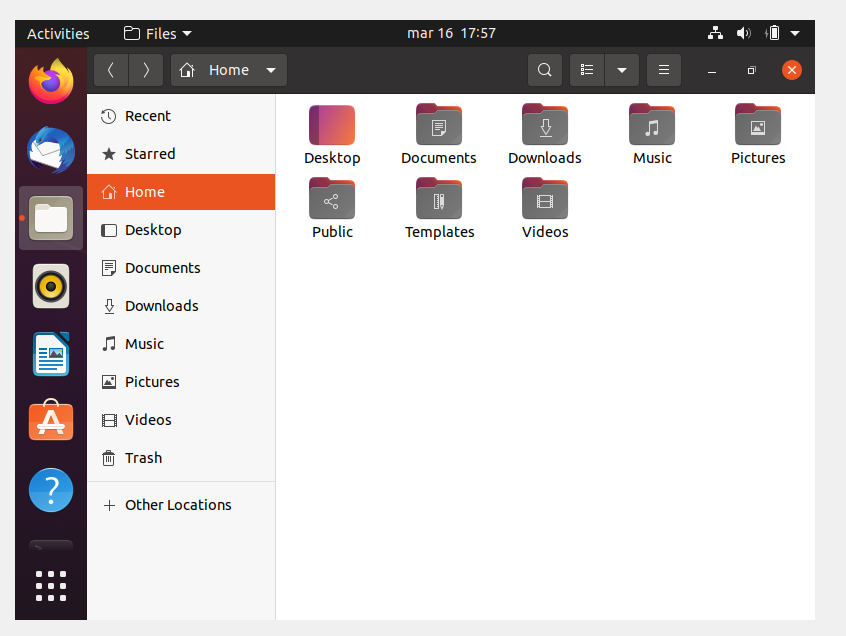 Activities Files mar 16 17:57
Home
Recent
Starred
Home
Desktop
Documents
Downloads
Music
Pictures
Videos
Trash
Other Locations
Desktop Documents Downloads Music Pictures
Public Templates Videos